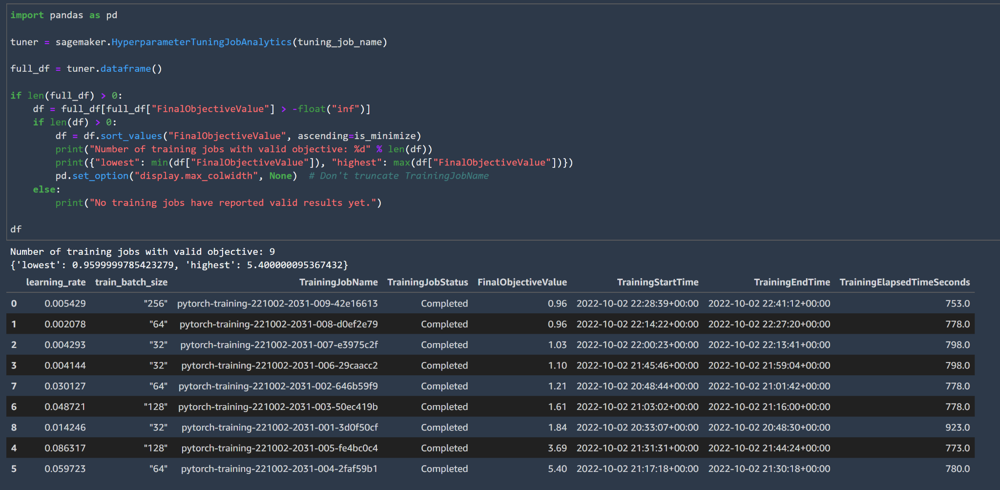 import pandas as pd
tuner = sagemaker.HyperparameterTuningJobAnalytics(tuning_job_name)
full_df = tuner.dataframe()
if len(full_df) > 0:
    df = full_df[full_df["FinalObjectiveValue"] > -float("inf")]
    if len(df) > 0:
        df = df.sort_values("FinalObjectiveValue", ascending=is_minimize)
        print("Number of training jobs with valid objective: %d" % len(df))
        print({"lowest": min(df["FinalObjectiveValue"]), "highest": max(df["FinalObjectiveValue"])})
        pd.set_option("display.max_colwidth", None)  # Don't truncate TrainingJobName
    else:
        print("No training jobs have reported valid results yet.")
df
Number of training jobs with valid objective: 9
{'lowest': 0.9599999785423279, 'highest': 5.400000095367432}
learning_rate train_batch_size TrainingJobName TrainingJobStatus FinalObjectiveValue TrainingStartTime TrainingEndTime TrainingElapsedTimeSeconds
0 0.005429 "256" pytorch-training-221002-2031-009-42e16613 Completed 0.96 2022-10-02 22:28:39+00:00 2022-10-02 22:41:12+00:00 753.0
1 0.002078 "64" pytorch-training-221002-2031-008-d0ef2e79 Completed 0.96 2022-10-02 22:14:22+00:00 2022-10-02 22:27:20+00:00 778.0
2 0.004293 "32" pytorch-training-221002-2031-007-e3975c2f Completed 1.03 2022-10-02 22:00:23+00:00 2022-10-02 22:13:41+00:00 798.0
3 0.004144 "32" pytorch-training-221002-2031-006-29caacc2 Completed 1.10 2022-10-02 21:45:46+00:00 2022-10-02 21:59:04+00:00 798.0
7 0.030127 "64" pytorch-training-221002-2031-002-646b59f9 Completed 1.21 2022-10-02 20:48:44+00:00 2022-10-02 21:01:42+00:00 778.0
6 0.048721 "128" pytorch-training-221002-2031-003-50ec419b Completed 1.61 2022-10-02 21:03:02+00:00 2022-10-02 21:16:00+00:00 778.0
8 0.014246 "32" pytorch-training-221002-2031-001-3d0f50cf Completed 1.84 2022-10-02 20:33:07+00:00 2022-10-02 20:48:30+00:00 923.0
4 0.086317 "128" pytorch-training-221002-2031-005-fe4bc0c4 Completed 3.69 2022-10-02 21:31:31+00:00 2022-10-02 21:44:24+00:00 773.0
5 0.059723 "64" pytorch-training-221002-2031-004-2faf59b1 Completed 5.40 2022-10-02 21:17:18+00:00 2022-10-02 21:30:18+00:00 780.0